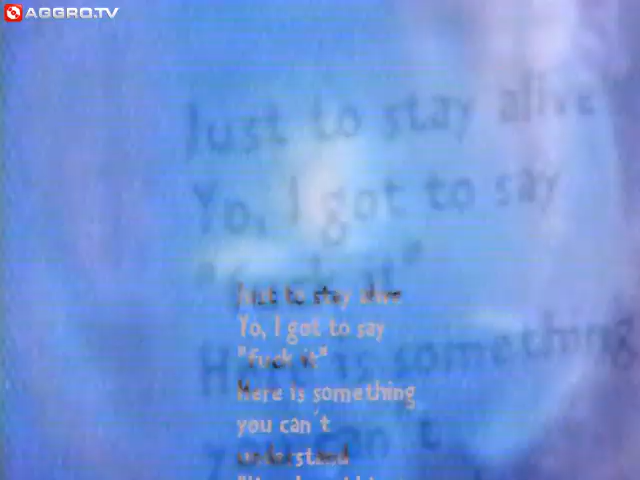 AGGRO.TV
Just to stay alive"
Yo, I got to say
"fuck it"
Here is something
can't
Just to stay alive
Yo, I got to say
"fuck it"
Here is something
you can't
understand